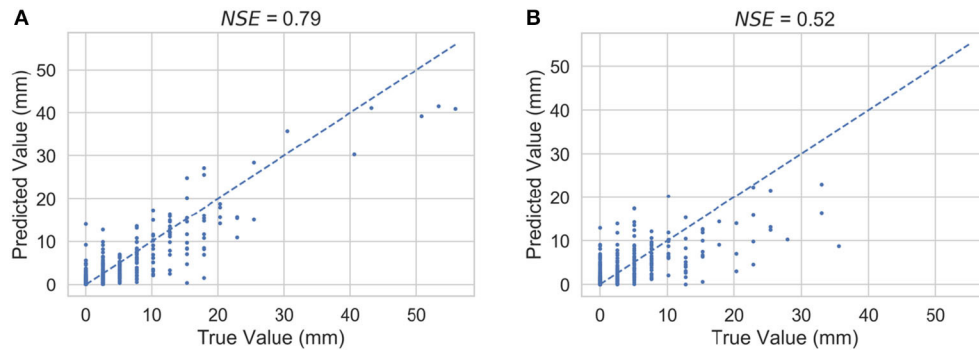 A
NSE = 0.79
Predicted Value (mm)
50
40
30
20
10
0
0 10 20 30 40 50
True Value (mm)
B
NSE = 0.52
Predicted Value (mm)
50
40
30
20
10
0
0 10 20 30 40 50
True Value (mm)